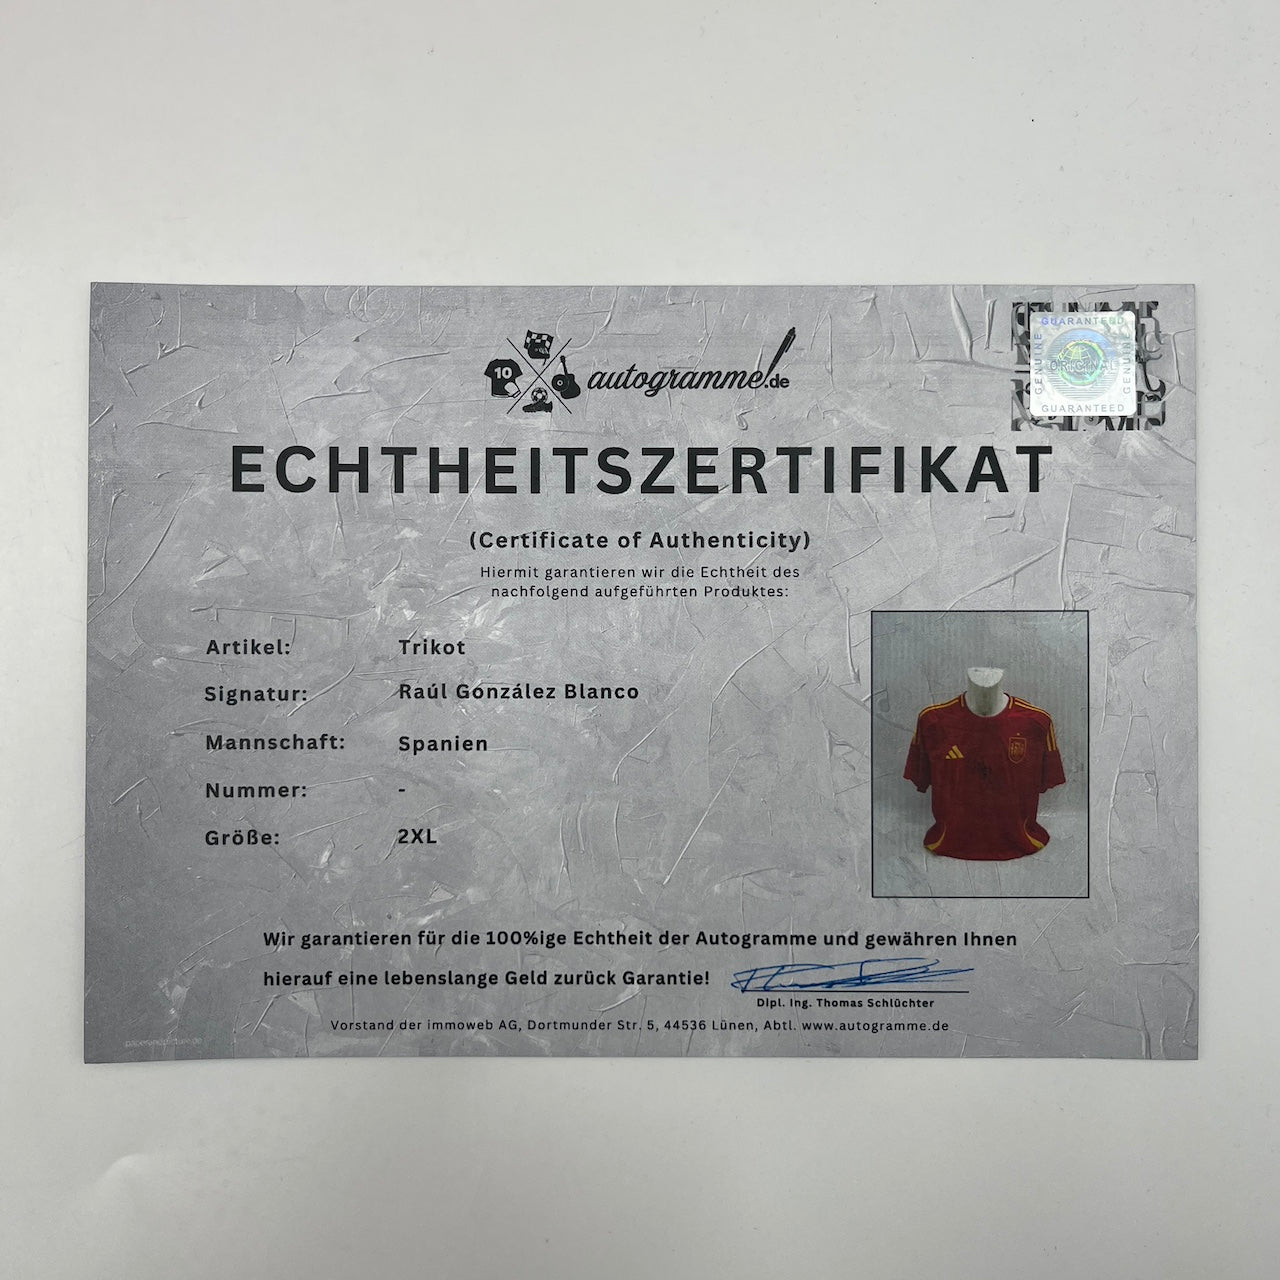 10
autogramme.de
GUARANTEED
GENUINE
ORIGINAL
GENUINE
GUARANTEED
ECHTHEITSZERTIFIKAT
(Certificate of Authenticity)
Hiermit garantieren wir die Echtheit des
nachfolgend aufgeführten Produktes:
Artikel: Trikot
Signatur: Raúl González Blanco
Mannschaft: Spanien
Nummer: -
Größe: 2XL
Wir garantieren für die 100%ige Echtheit der Autogramme und gewähren Ihnen
hierauf eine lebenslange Geld zurück Garantie!
Dipl. Ing. Thomas Schlüchter
Vorstand der immoweb AG, Dortmunder Str. 5, 44536 Lünen, Abtl. www.autogramme.de